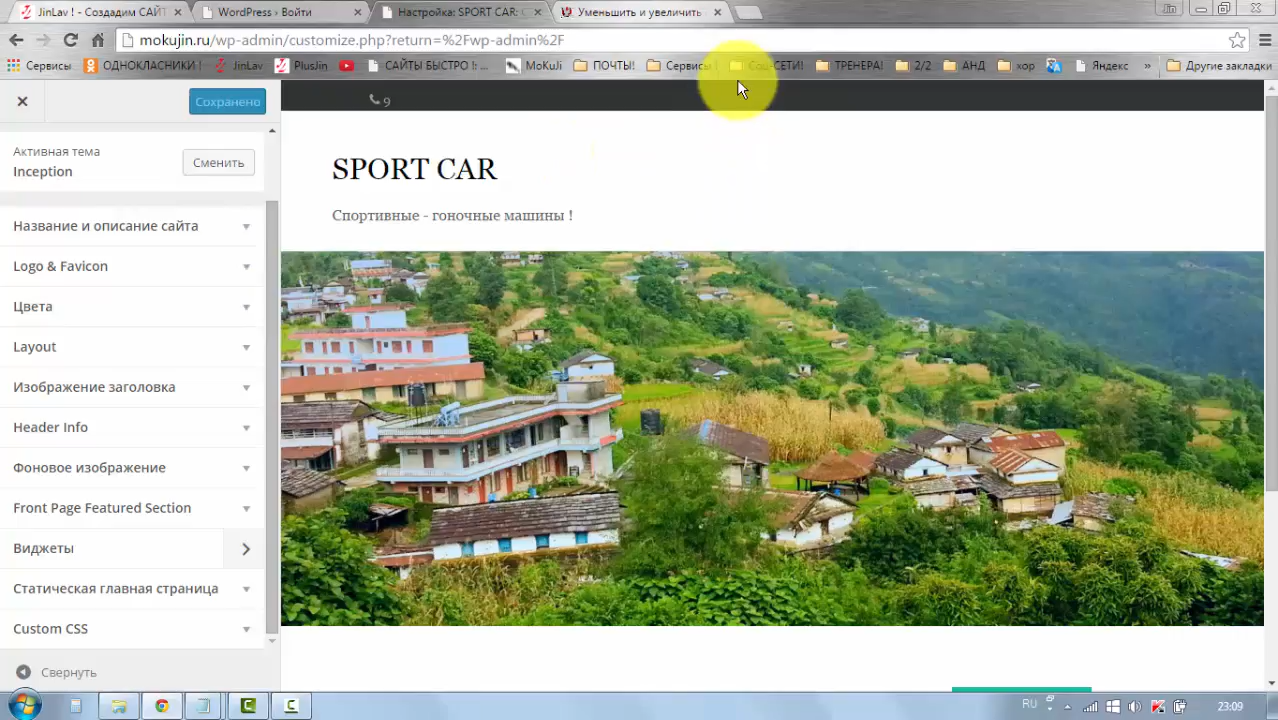 JinLav ! - Создадим САЙТ
WordPress › Войти
Настройка: SPORT CAR: С
Уменьшить и увеличить
mokujin.ru/wp-admin/customize.php?return=%2Fwp-admin%2F
Сервисы
ОДНОКЛАСНИКИ !
JinLav
PlusJin
САЙТЫ БЫСТРО !: ...
MoKuJi
ПОЧТЫ!
Сервисы !
Соц-СЕТИ!
ТРЕНЕРА!
2/2
АНД
хор
Яндекс
»
Другие закладки
Сохранено
9
Активная тема
Inception
Сменить
SPORT CAR
Спортивные - гоночные машины !
Название и описание сайта
Logo & Favicon
Цвета
Layout
Изображение заголовка
Header Info
Фоновое изображение
Front Page Featured Section
Виджеты
Статическая главная страница
Custom CSS
Свернуть
RU
23:09